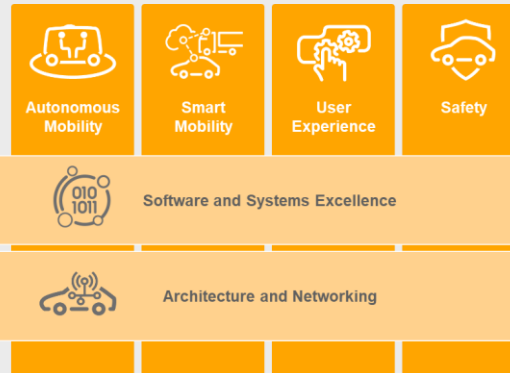 Autonomous
Mobility
Smart
Mobility
User
Experience
Safety
010
1011
Software and Systems Excellence
Architecture and Networking